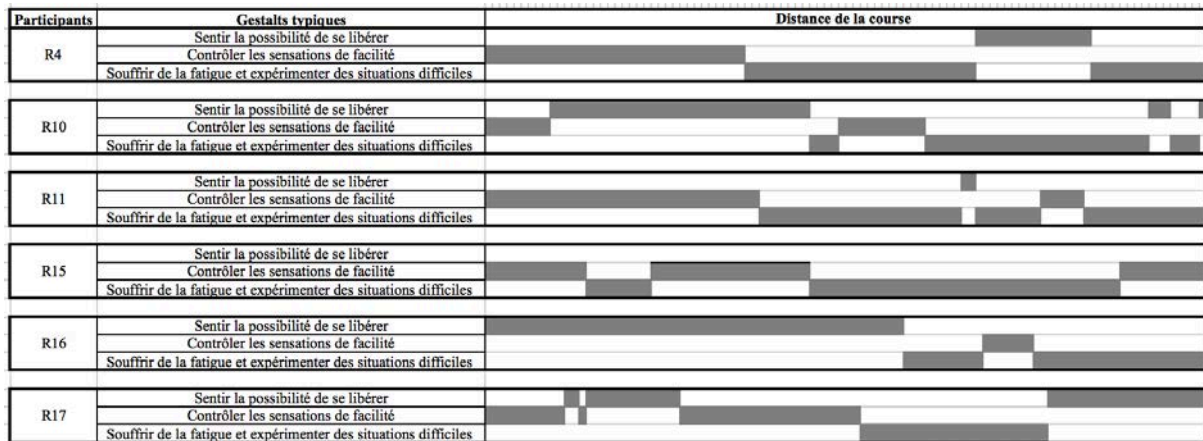 Participants Gestalts typiques Distance de la course
R4
Sentir la possibilité de se libérer
Contrôler les sensations de facilité
Souffrir de la fatigue et expérimenter des situations difficiles
R10
Sentir la possibilité de se libérer
Contrôler les sensations de facilité
Souffrir de la fatigue et expérimenter des situations difficiles
R11
Sentir la possibilité de se libérer
Contrôler les sensations de facilité
Souffrir de la fatigue et expérimenter des situations difficiles
R15
Sentir la possibilité de se libérer
Contrôler les sensations de facilité
Souffrir de la fatigue et expérimenter des situations difficiles
R16
Sentir la possibilité de se libérer
Contrôler les sensations de facilité
Souffrir de la fatigue et expérimenter des situations difficiles
R17
Sentir la possibilité de se libérer
Contrôler les sensations de facilité
Souffrir de la fatigue et expérimenter des situations difficiles